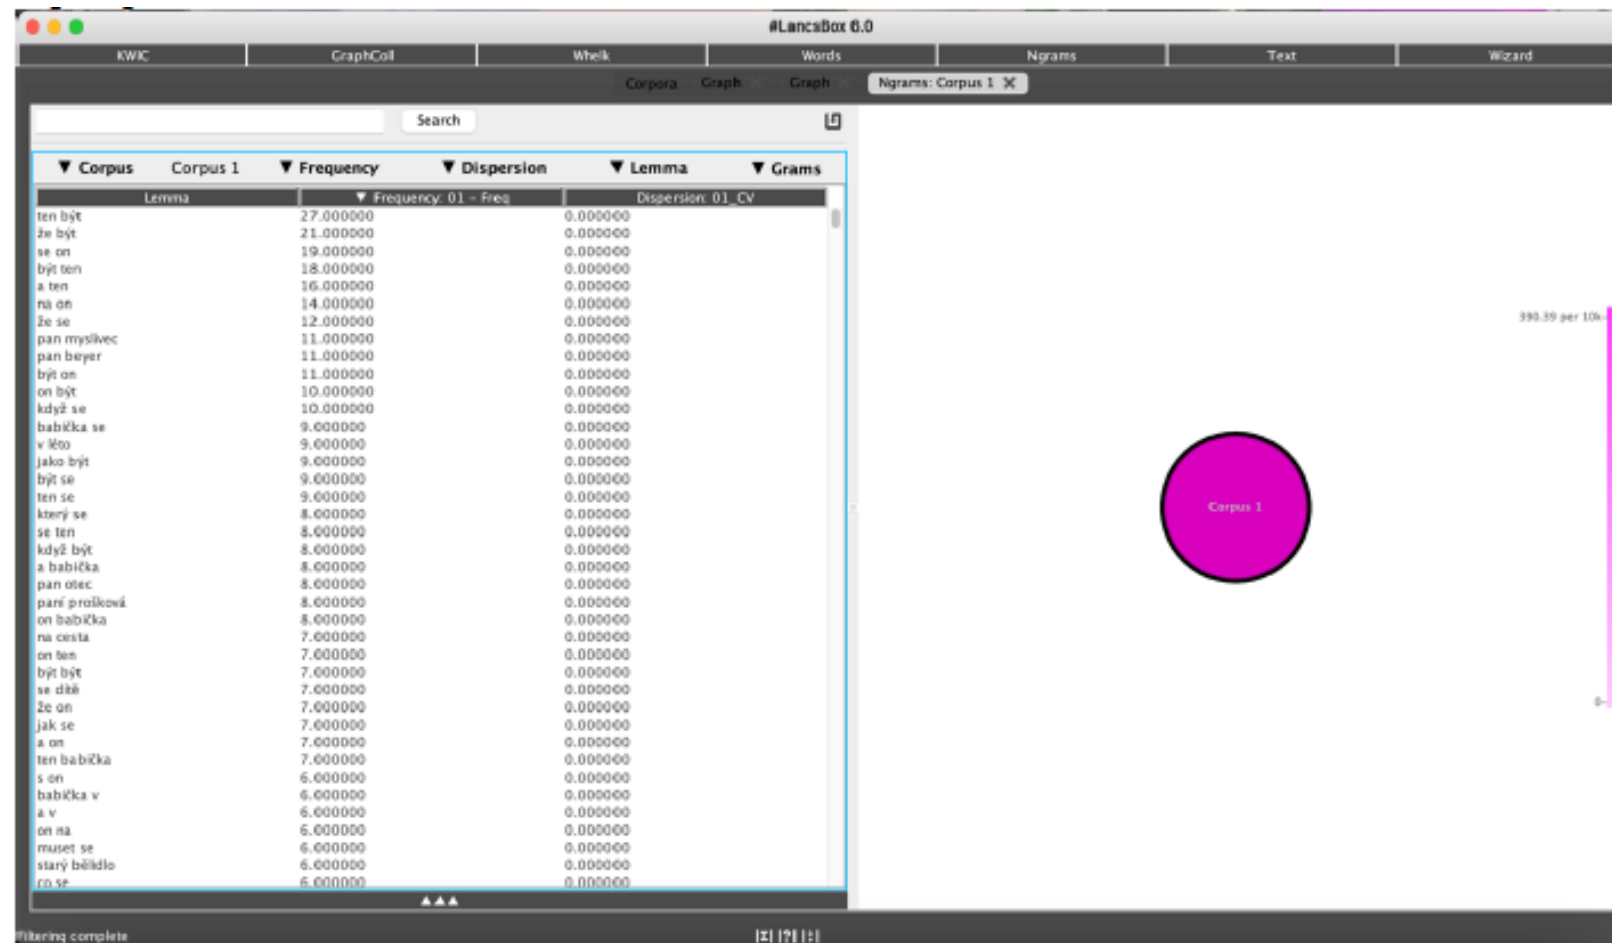 #LancsBox 6.0
KWIC GraphColl Whelk Words Ngrams Text Wizard
Corpora Graph Graph Ngrams: Corpus 1
Search
Corpus Corpus 1 Frequency Dispersion Lemma Grams
Lemma Frequency: 01 - Freq Dispersion: 01_CV
ten být 27.000000 0.000000
že být 21.000000 0.000000
se on 19.000000 0.000000
být ten 18.000000 0.000000
a ten 16.000000 0.000000
na on 14.000000 0.000000
že se 12.000000 0.000000
pan myslivec 11.000000 0.000000
pan beyer 11.000000 0.000000
být on 11.000000 0.000000
on být 10.000000 0.000000
když se 10.000000 0.000000
babička se 9.000000 0.000000
v léto 9.000000 0.000000
jako být 9.000000 0.000000
být se 9.000000 0.000000
ten se 9.000000 0.000000
který se 8.000000 0.000000
se ten 8.000000 0.000000
když být 8.000000 0.000000
a babička 8.000000 0.000000
pan otec 8.000000 0.000000
paní prošková 8.000000 0.000000
on babička 8.000000 0.000000
na cesta 7.000000 0.000000
on ten 7.000000 0.000000
být být 7.000000 0.000000
se dítě 7.000000 0.000000
že on 7.000000 0.000000
jak se 7.000000 0.000000
a on 7.000000 0.000000
ten babička 7.000000 0.000000
s on 6.000000 0.000000
babička v 6.000000 0.000000
a v 6.000000 0.000000
on na 6.000000 0.000000
muset se 6.000000 0.000000
starý bělidlo 6.000000 0.000000
co se 6.000000 0.000000
390.39 per 10k
Corpus 1
0
Filtering complete